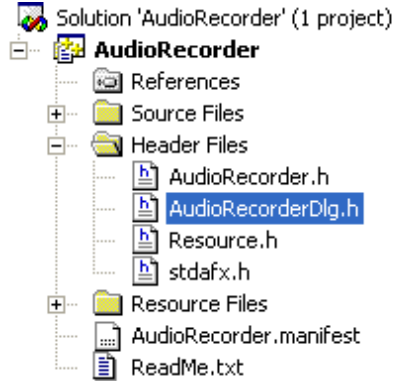 Solution 'AudioRecorder' (1 project)
AudioRecorder
References
Source Files
Header Files
AudioRecorder.h
AudioRecorderDlg.h
Resource.h
stdafx.h
Resource Files
AudioRecorder.manifest
ReadMe.txt